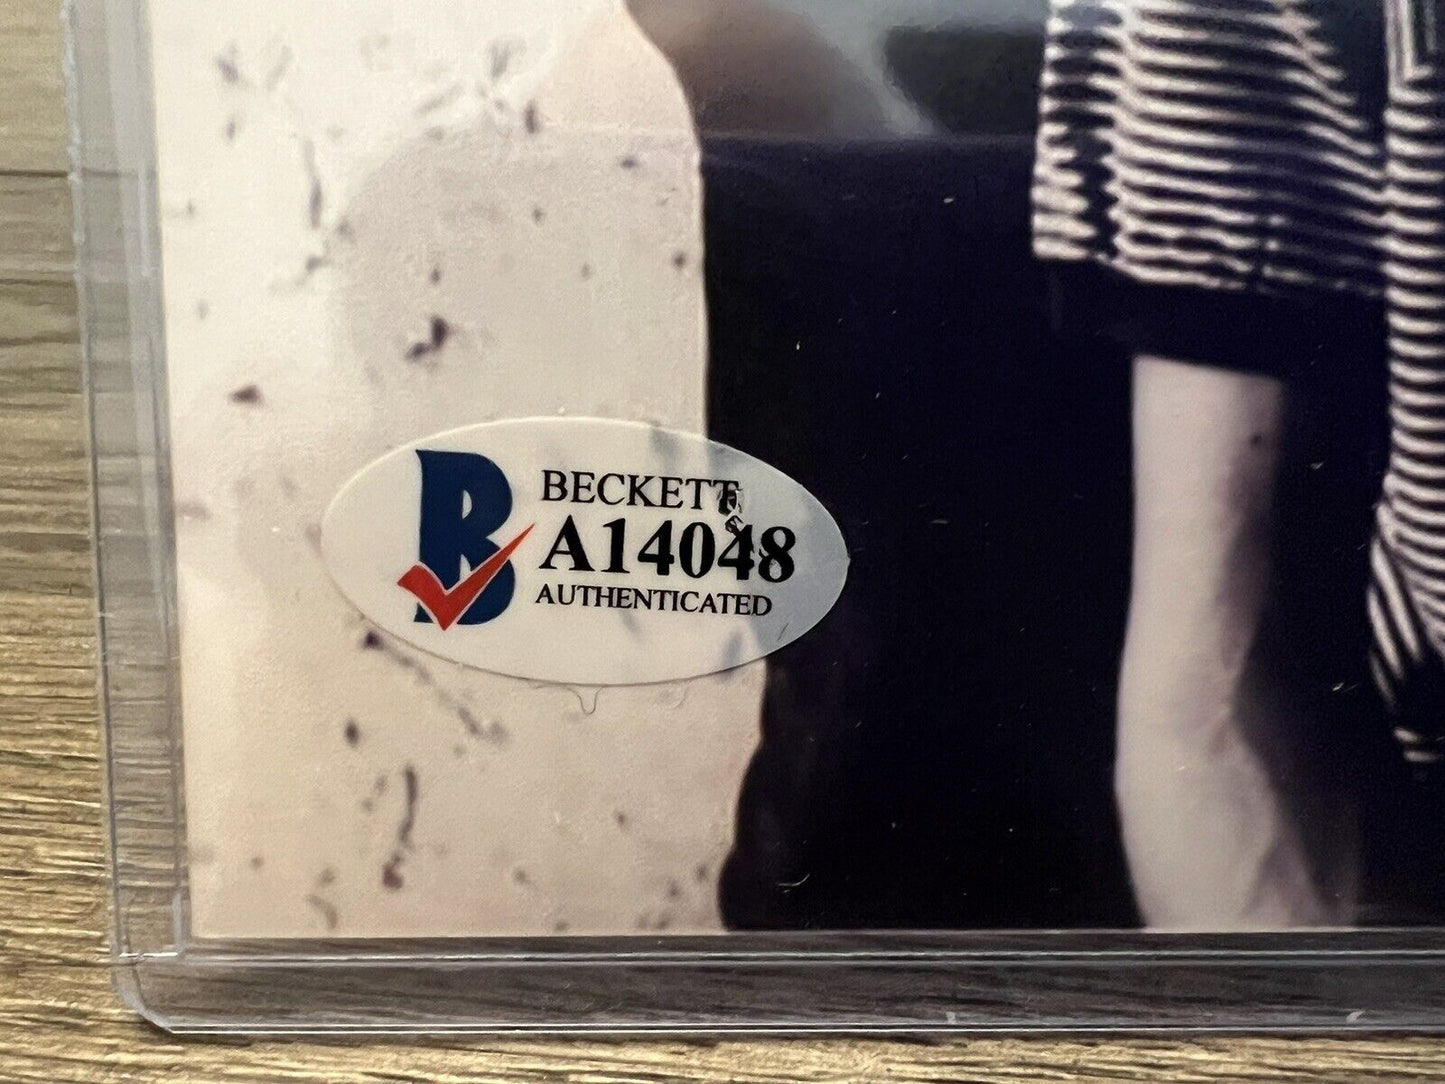 B
BECKETT
A14048
AUTHENTICATED